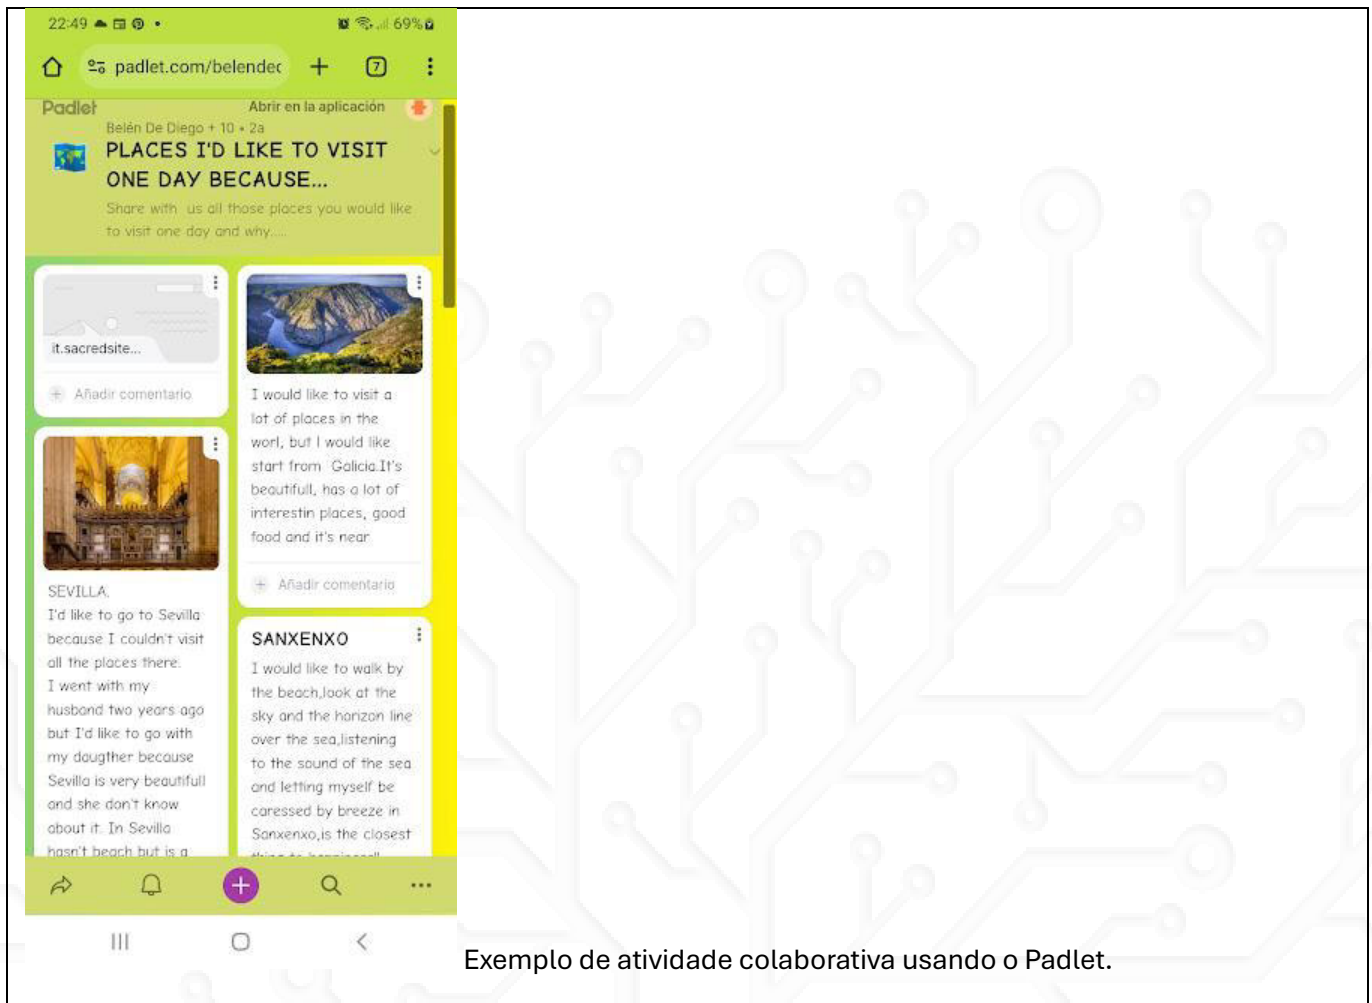 22:49
69%
padlet.com/belendec
7
Padlet
Abrir en la aplicación
Belén De Diego + 10 • 2a
PLACES I'D LIKE TO VISIT
ONE DAY BECAUSE...
Share with us all those places you would like
to visit one day and why.....
it.sacredsite...
+ Añadir comentario
SEVILLA.
I'd like to go to Sevilla
because I couldn't visit
all the places there.
I went with my
husband two years ago
but I'd like to go with
my dougther because
Sevilla is very beautifull
and she don't know
about it. In Sevilla
hasn't beach but is a
I would like to visit a
lot of places in the
worl, but I would like
start from Galicia.It's
beautifull, has a lot of
interestin places, good
food and it's near
+ Añadir comentario
SANXENXO
I would like to walk by
the beach,look at the
sky and the horizon line
over the sea,listening
to the sound of the sea
and letting myself be
caressed by breeze in
Sanxenxo,is the closest
Exemplo de atividade colaborativa usando o Padlet.